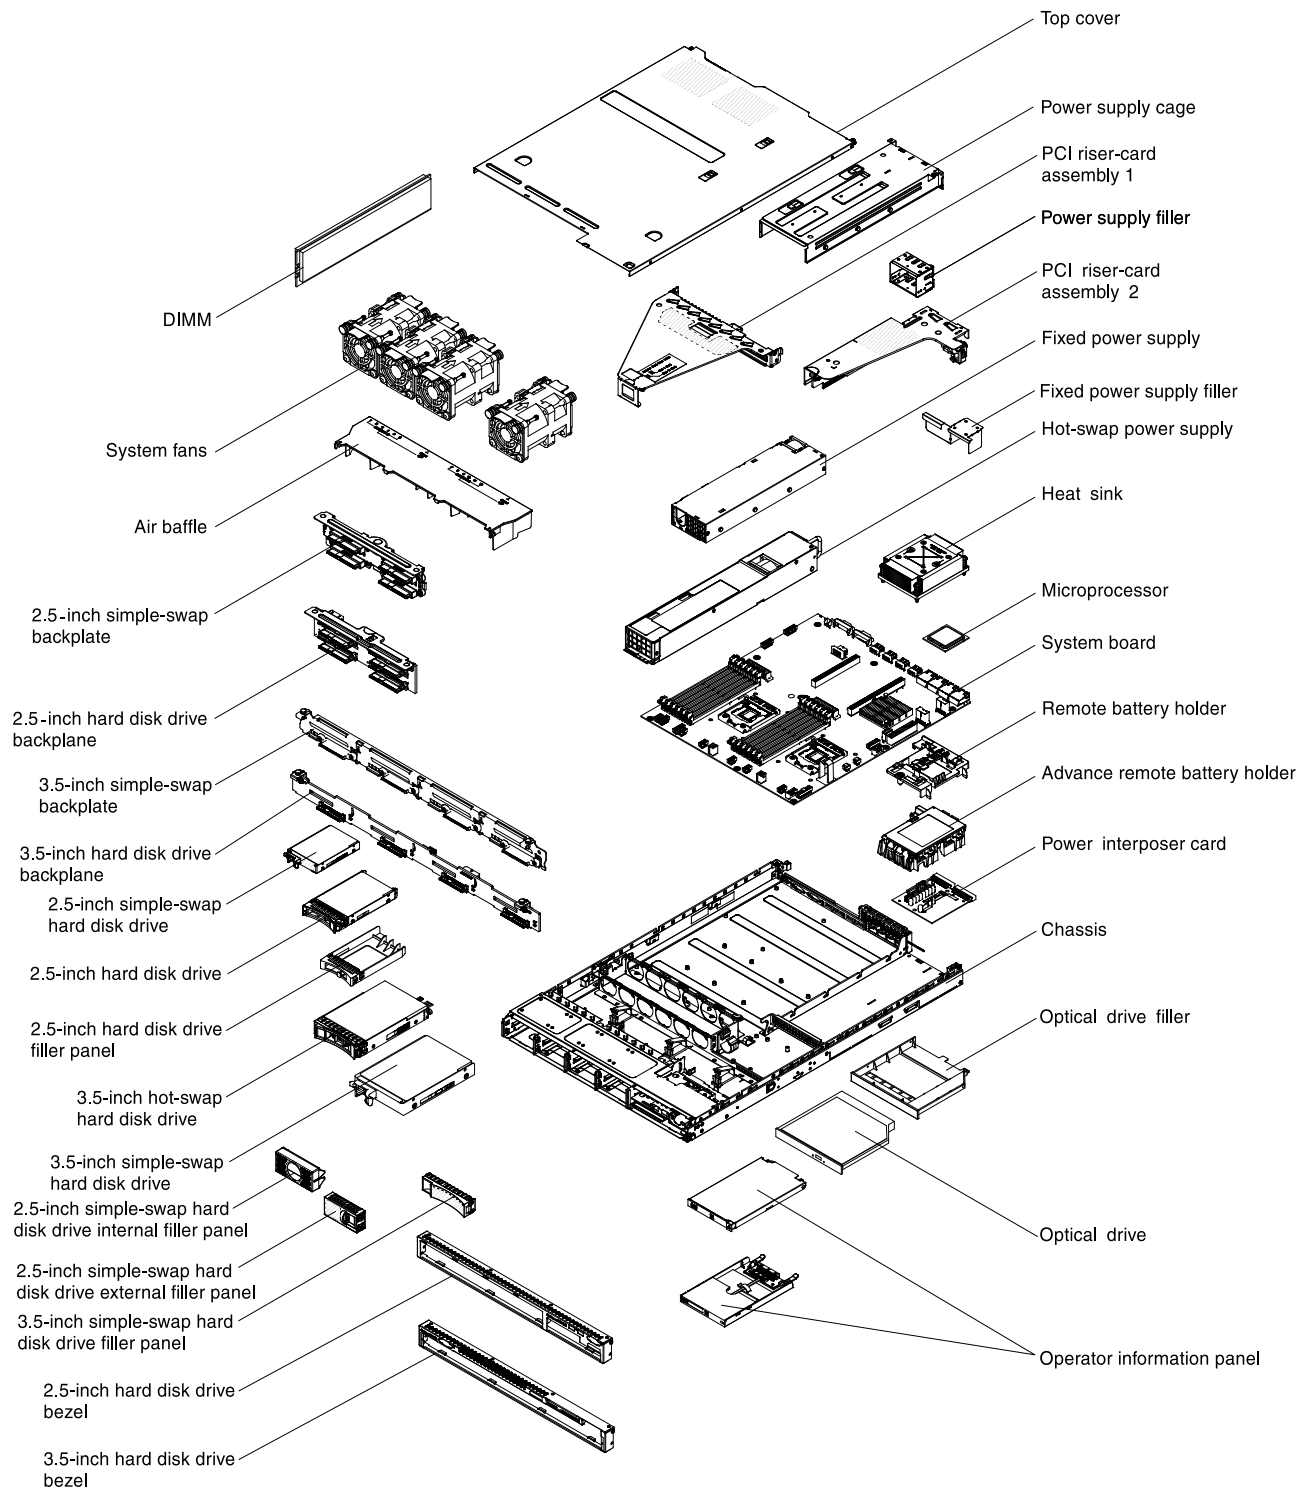 Top cover
Power supply cage
PCI riser-card
assembly 1
Power supply filler
PCI riser-card
assembly 2
Fixed power supply
Fixed power supply filler
Hot-swap power supply
Heat sink
Microprocessor
System board
Remote battery holder
Advance remote battery holder
Power interposer card
Chassis
Optical drive filler
Optical drive
Operator information panel
DIMM
System fans
Air baffle
2.5-inch simple-swap
backplate
2.5-inch hard disk drive
backplane
3.5-inch simple-swap
backplate
3.5-inch hard disk drive
backplane
2.5-inch simple-swap
hard disk drive
2.5-inch hard disk drive
2.5-inch hard disk drive
filler panel
3.5-inch hot-swap
hard disk drive
3.5-inch simple-swap
hard disk drive
2.5-inch simple-swap hard
disk drive internal filler panel
2.5-inch simple-swap hard
disk drive external filler panel
3.5-inch simple-swap hard
disk drive filler panel
2.5-inch hard disk drive
bezel
3.5-inch hard disk drive
bezel